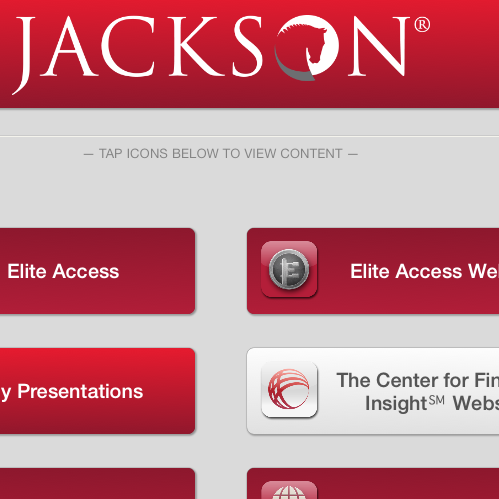 JACKSON®
— TAP ICONS BELOW TO VIEW CONTENT —
Elite Access
Elite Access We
y Presentations
The Center for Fin
Insight℠ Webs